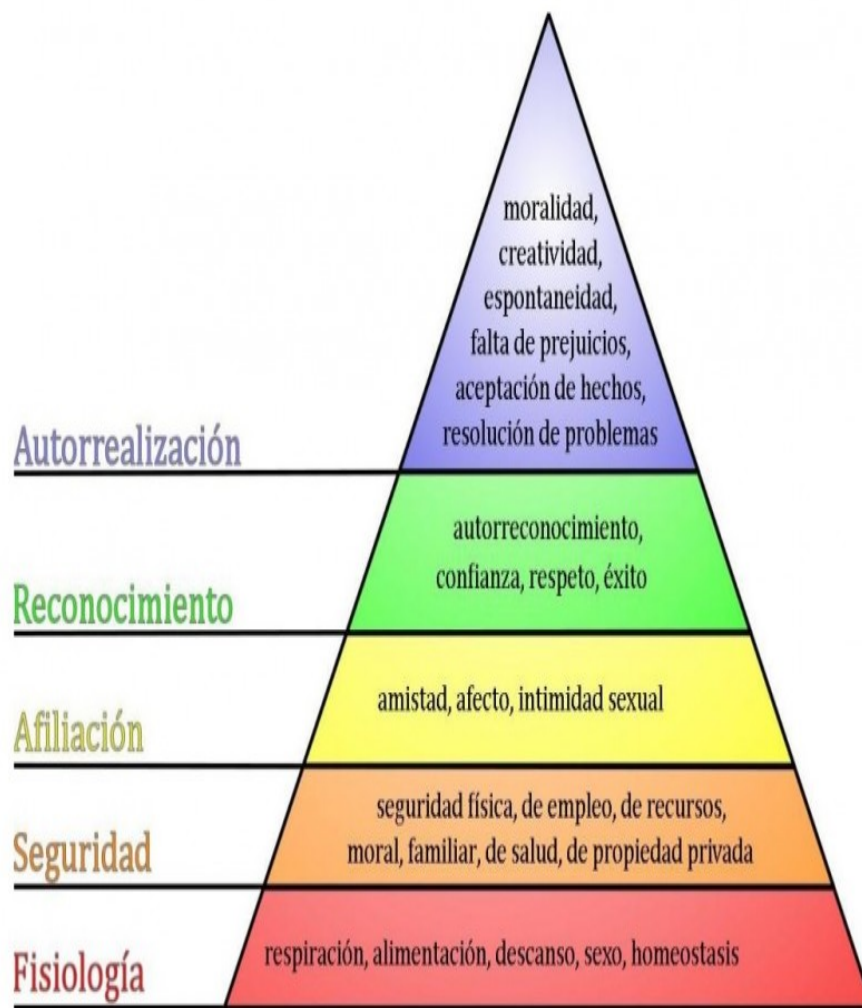 moralidad,
creatividad,
espontaneidad,
falta de prejuicios,
aceptación de hechos,
resolución de problemas
Autorrealización
autorreconocimiento,
confianza, respeto, éxito
Reconocimiento
amistad, afecto, intimidad sexual
Afiliación
seguridad física, de empleo, de recursos,
moral, familiar, de salud, de propiedad privada
Seguridad
respiración, alimentación, descanso, sexo, homeostasis
Fisiología